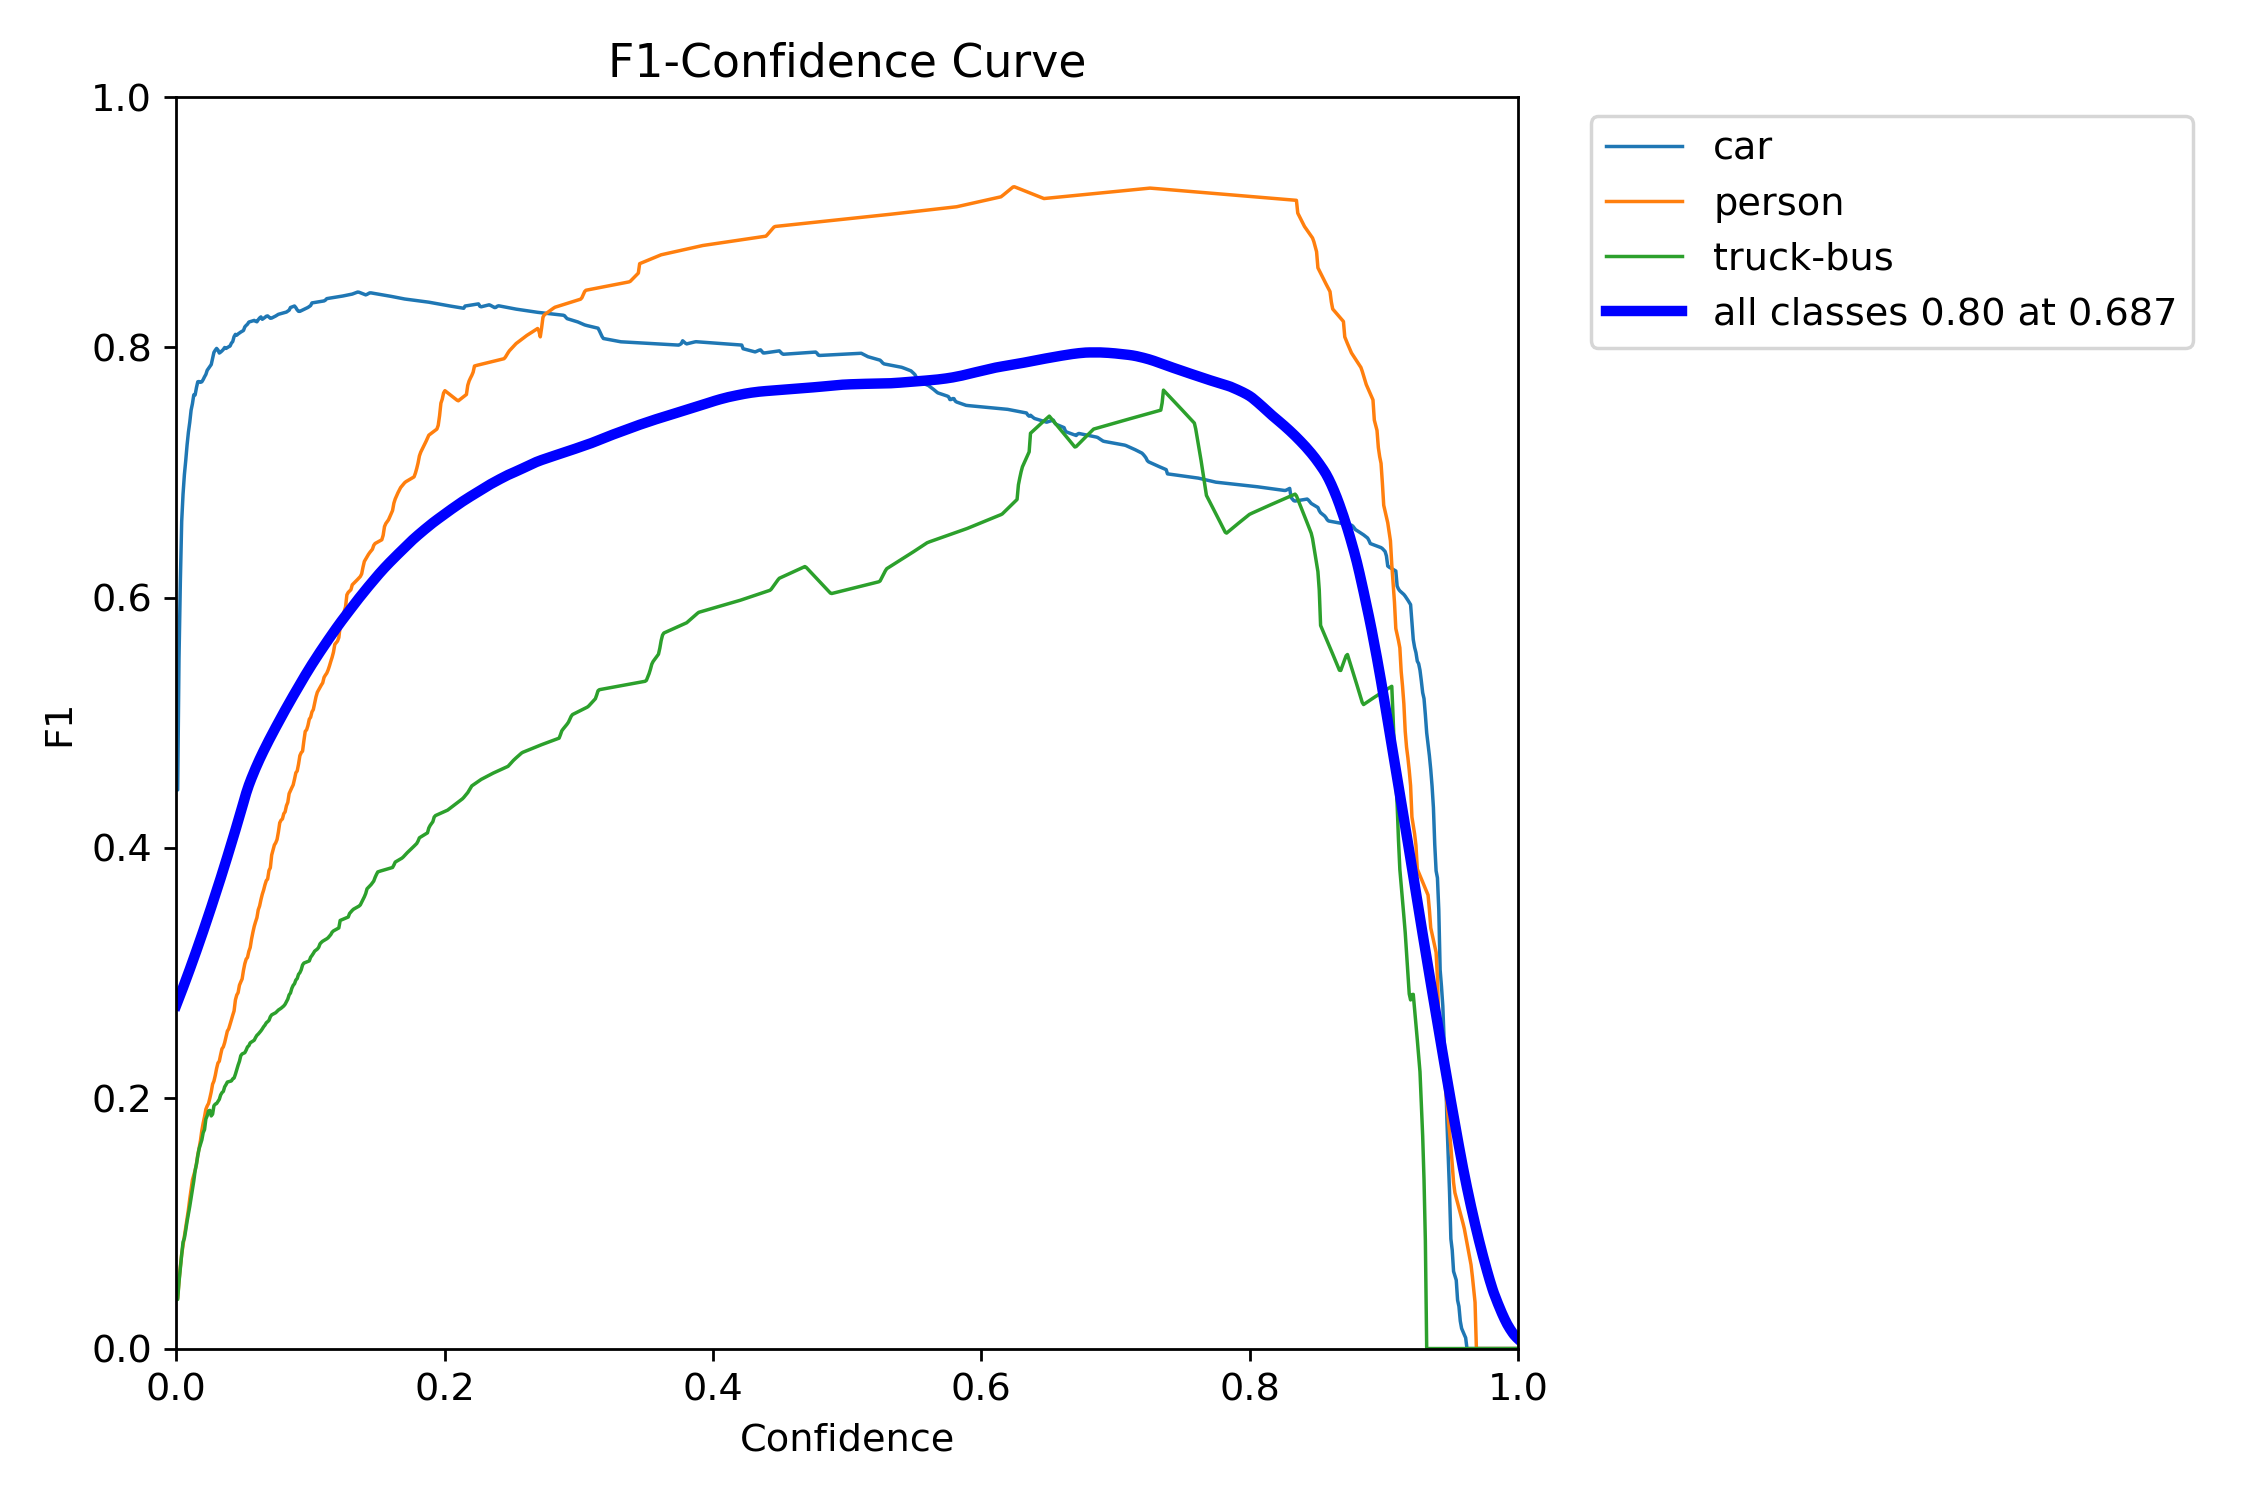 F1-Confidence Curve
1.0
0.8
0.6
0.4
0.2
0.0
F1
0.0 0.2 0.4 0.6 0.8 1.0
Confidence
car
person
truck-bus
all classes 0.80 at 0.687